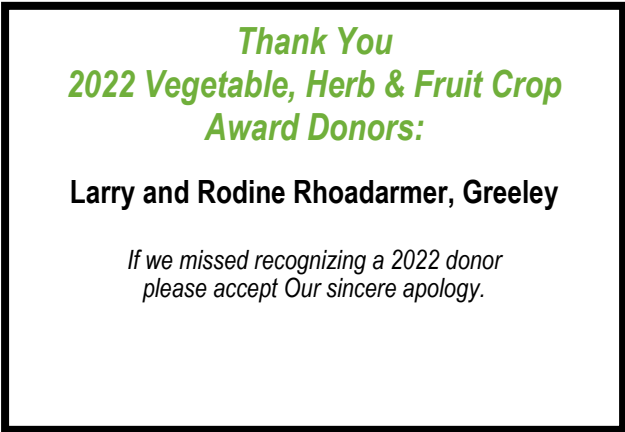 Thank You
2022 Vegetable, Herb & Fruit Crop
Award Donors:
Larry and Rodine Rhoadarmer, Greeley
If we missed recognizing a 2022 donor
please accept Our sincere apology.